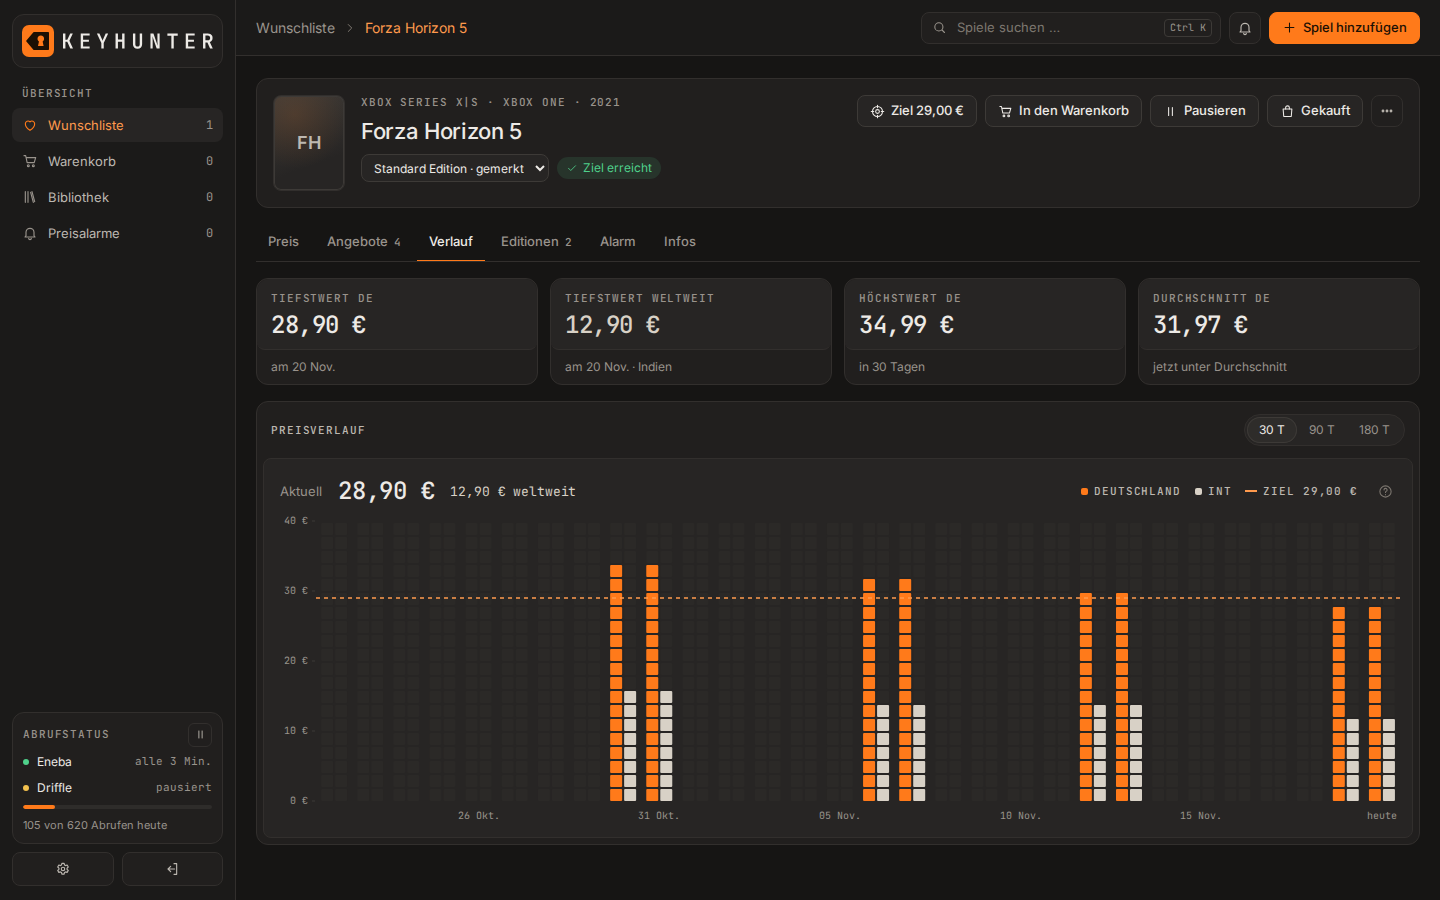 KEYHUNTER
ÜBERSICHT
Wunschliste 1
Warenkorb 0
Bibliothek 0
Preisalarme 0
ABRUFSTATUS
Eneba alle 3 Min.
Driffle pausiert
105 von 620 Abrufen heute
Wunschliste Forza Horizon 5
Spiele suchen ... Ctrl K
Spiel hinzufügen
FH
XBOX SERIES X|S · XBOX ONE · 2021
Forza Horizon 5
Standard Edition · gemerkt
Ziel erreicht
Ziel 29,00 €
In den Warenkorb
Pausieren
Gekauft
Preis Angebote 4 Verlauf Editionen 2 Alarm Infos
TIEFSTWERT DE
28,90 €
am 20 Nov.
TIEFSTWERT WELTWEIT
12,90 €
am 20 Nov. · Indien
HÖCHSTWERT DE
34,99 €
in 30 Tagen
DURCHSCHNITT DE
31,97 €
jetzt unter Durchschnitt
PREISVERLAUF
30 T 90 T 180 T
Aktuell 28,90 € 12,90 € weltweit
DEUTSCHLAND INT ZIEL 29,00 €
40 €
30 €
20 €
10 €
0 €
26 Okt. 31 Okt. 05 Nov. 10 Nov. 15 Nov. heute